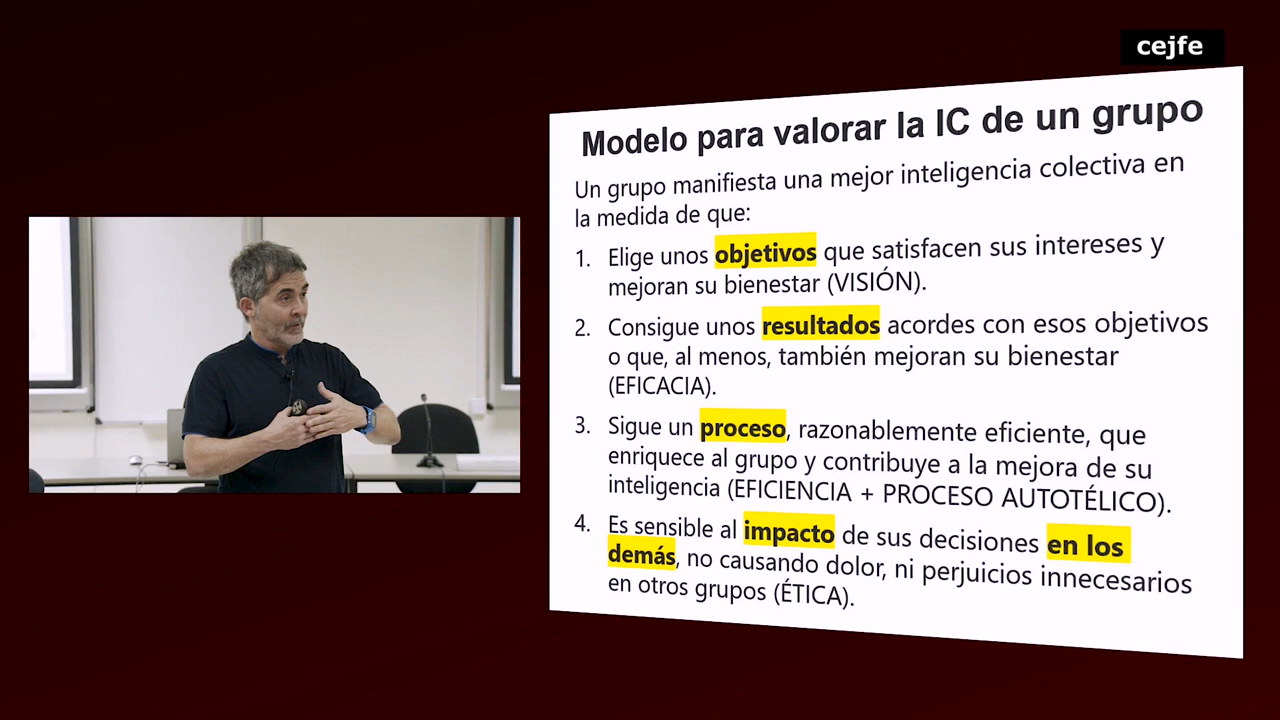 cejfe
Modelo para valorar la IC de un grupo
Un grupo manifiesta una mejor inteligencia colectiva en
la medida de que:
1. Elige unos objetivos que satisfacen sus intereses y
mejoran su bienestar (VISIÓN).
2. Consigue unos resultados acordes con esos objetivos
o que, al menos, también mejoran su bienestar
(EFICACIA).
3. Sigue un proceso, razonablemente eficiente, que
enriquece al grupo y contribuye a la mejora de su
inteligencia (EFICIENCIA + PROCESO AUTOTÉLICO).
4. Es sensible al impacto de sus decisiones en los
demás, no causando dolor, ni perjuicios innecesarios
en otros grupos (ÉTICA).